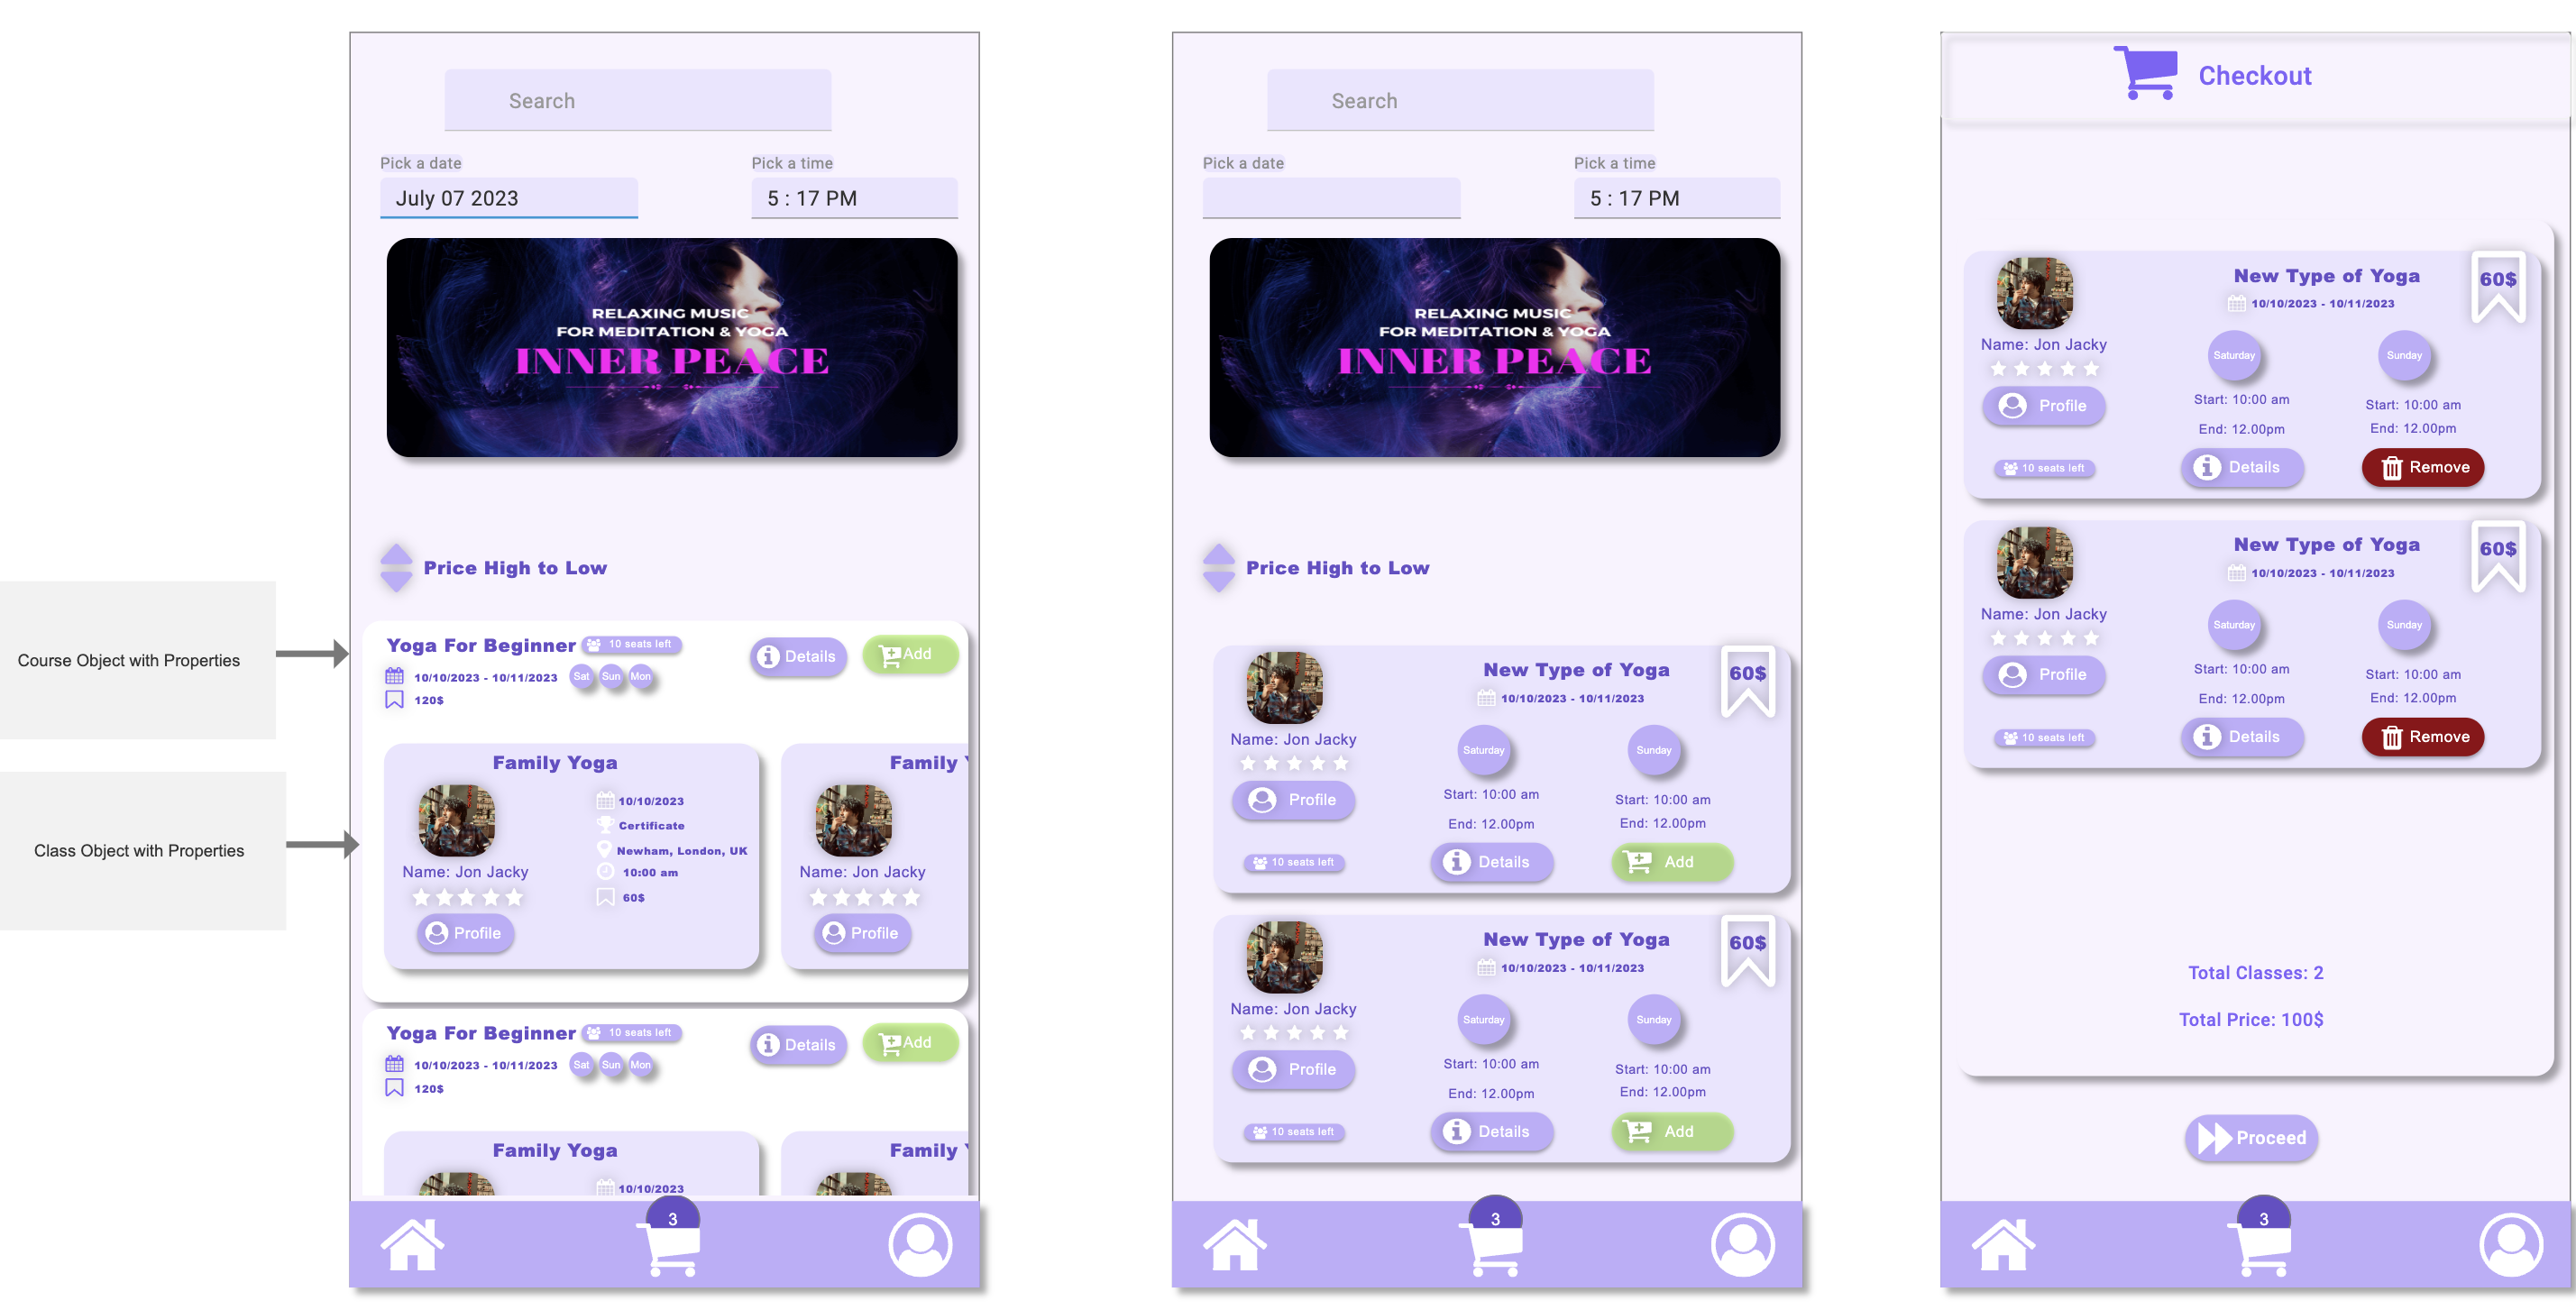 Course Object with Properties
Class Object with Properties
Search
Pick a date
Pick a time
July 07 2023
5 : 17 PM
RELAXING MUSIC
FOR MEDITATION & YOGA
INNER PEACE
Price High to Low
Yoga For Beginner
10 seats left
Details
Add
10/10/2023 - 10/11/2023
Sat
Sun
Mon
120$
Family Yoga
10/10/2023
Certificate
Newham, London, UK
10:00 am
60$
Name: Jon Jacky
Profile
Family Y
Name: Jon Jacky
Profile
Yoga For Beginner
10 seats left
Details
Add
10/10/2023 - 10/11/2023
Sat
Sun
Mon
120$
Family Yoga
10/10/2023
Family Y
3
Search
Pick a date
Pick a time
5 : 17 PM
RELAXING MUSIC
FOR MEDITATION & YOGA
INNER PEACE
Price High to Low
New Type of Yoga
60$
10/10/2023 - 10/11/2023
Name: Jon Jacky
Saturday
Sunday
Profile
Start: 10:00 am
Start: 10:00 am
End: 12.00pm
End: 12.00pm
10 seats left
Details
Add
New Type of Yoga
60$
10/10/2023 - 10/11/2023
Name: Jon Jacky
Saturday
Sunday
Profile
Start: 10:00 am
Start: 10:00 am
End: 12.00pm
End: 12.00pm
10 seats left
Details
Add
3
Checkout
New Type of Yoga
60$
10/10/2023 - 10/11/2023
Name: Jon Jacky
Saturday
Sunday
Profile
Start: 10:00 am
Start: 10:00 am
End: 12.00pm
End: 12.00pm
10 seats left
Details
Remove
New Type of Yoga
60$
10/10/2023 - 10/11/2023
Name: Jon Jacky
Saturday
Sunday
Profile
Start: 10:00 am
Start: 10:00 am
End: 12.00pm
End: 12.00pm
10 seats left
Details
Remove
Total Classes: 2
Total Price: 100$
Proceed
3